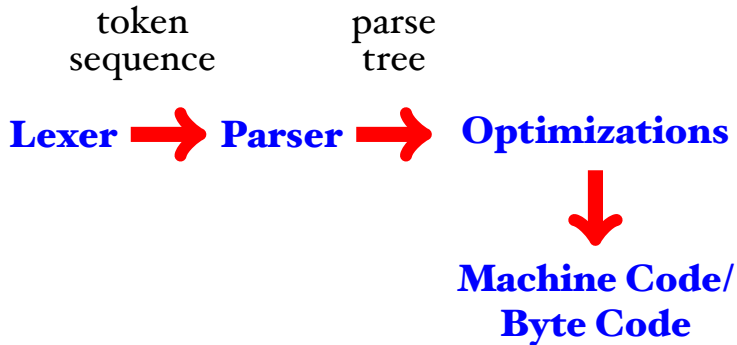 token
sequence
parse
tree
Lexer
Parser
Optimizations
Machine Code/
Byte Code